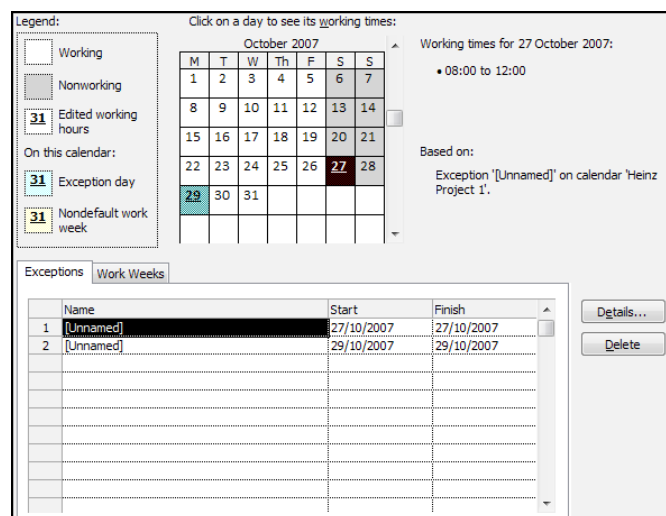 Legend:
Working
Nonworking
31 Edited working
hours
On this calendar:
31 Exception day
31 Nondefault work
week
Click on a day to see its working times:
October 2007
M T W Th F S S
1 2 3 4 5 6 7
8 9 10 11 12 13 14
15 16 17 18 19 20 21
22 23 24 25 26 27 28
29 30 31
Working times for 27 October 2007:
• 08:00 to 12:00
Based on:
Exception '[Unnamed]' on calendar 'Heinz
Project 1'.
Exceptions Work Weeks
Name Start Finish
1 [Unnamed] 27/10/2007 27/10/2007
2 [Unnamed] 29/10/2007 29/10/2007
Details...
Delete